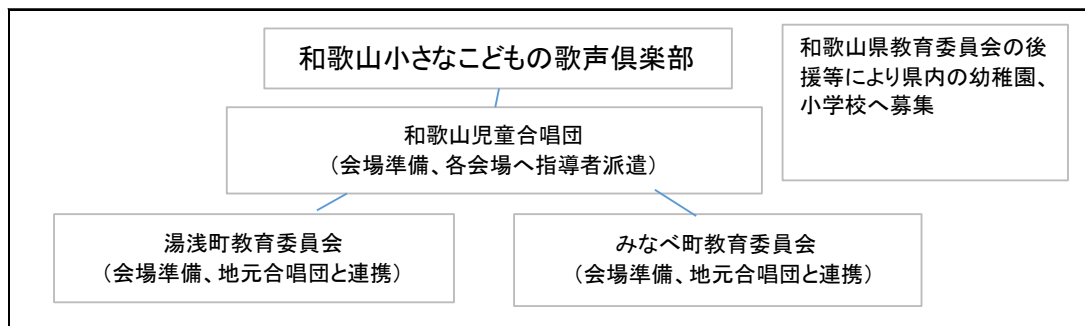 和歌山小さなこどもの歌声倶楽部
和歌山県教育委員会の後
援等により県内の幼稚園、
小学校へ募集
和歌山児童合唱団
（会場準備、各会場へ指導者派遣）
湯浅町教育委員会
（会場準備、地元合唱団と連携）
みなべ町教育委員会
（会場準備、地元合唱団と連携）